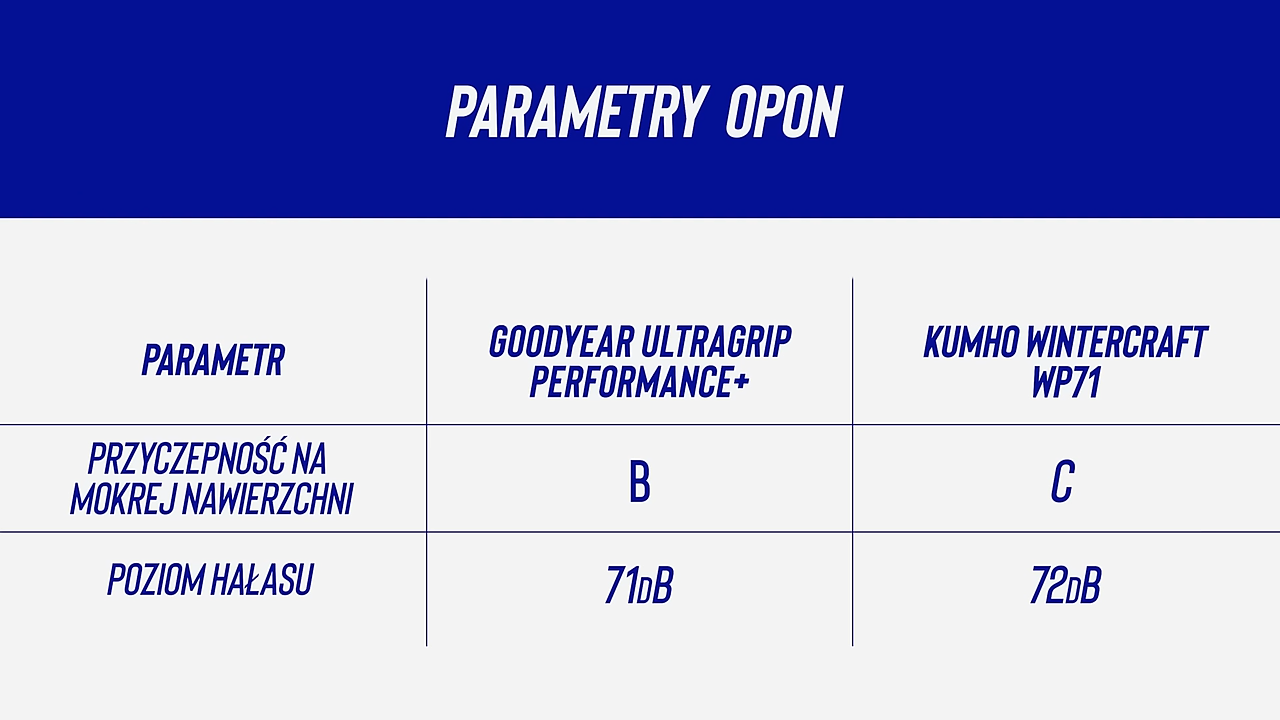 PARAMETRY OPON
PARAMETR
GOODYEAR ULTRAGRIP
PERFORMANCE+
KUMHO WINTERCRAFT
WP71
PRZYCZEPNOŚĆ NA
MOKREJ NAWIERZCHNI
B
C
POZIOM HAŁASU
71DB
72DB